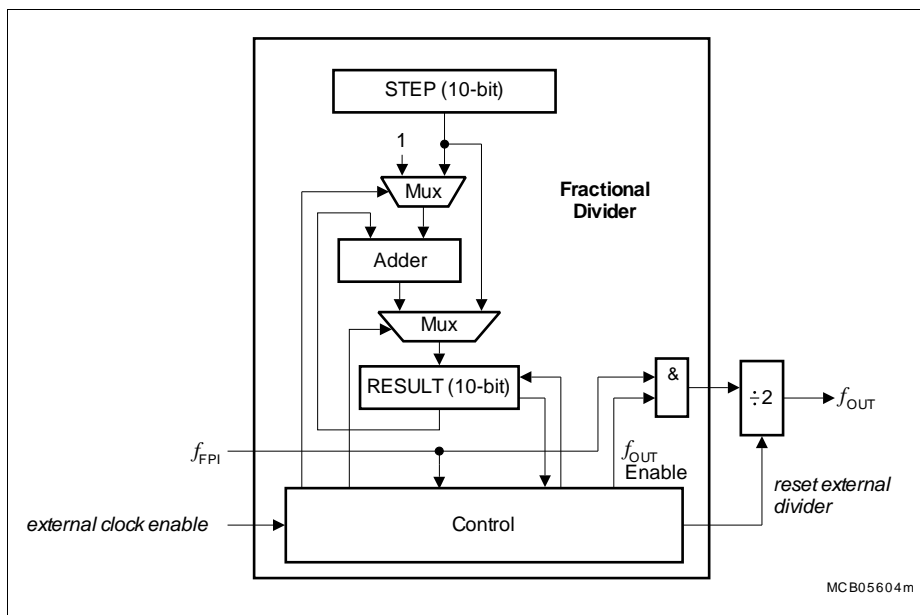 STEP (10-bit)
1
Mux
Fractional
Divider
Adder
Mux
RESULT (10-bit)
&
÷2
fOUT
fFPI
fOUT
Enable
reset external
divider
external clock enable
Control
MCB05604m